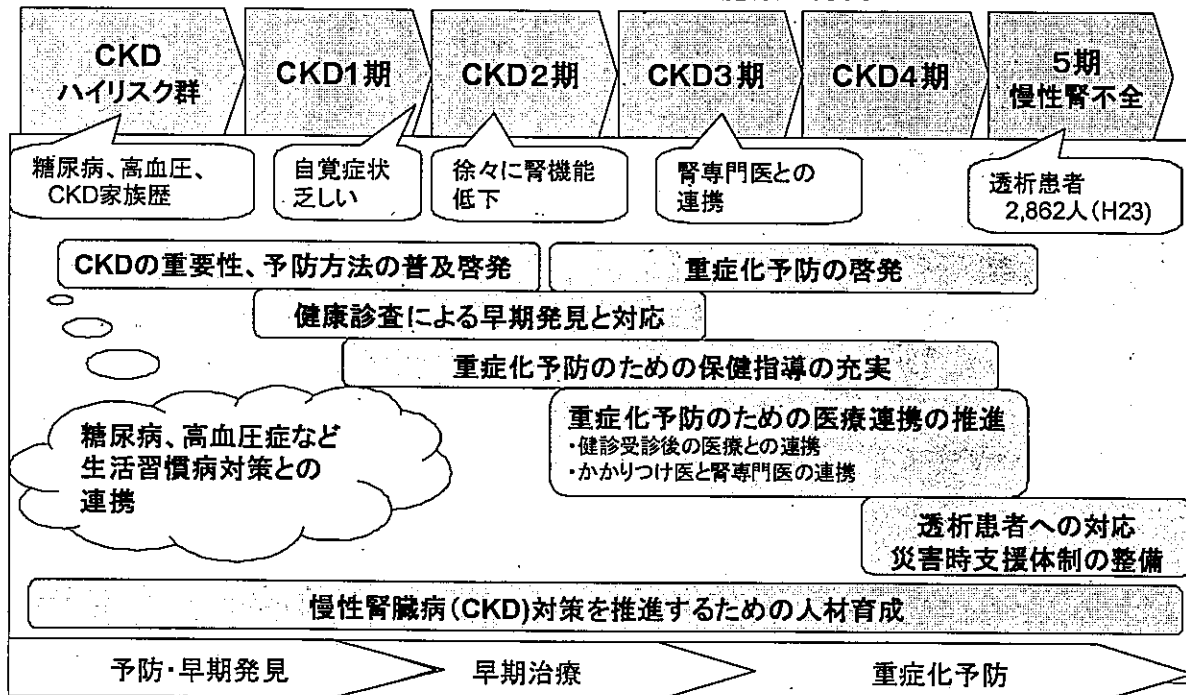 CKD
ハイリスク群
CKD1期
CKD2期
CKD3期
CKD4期
5期
慢性腎不全
糖尿病、高血圧、
CKD家族歴
自覚症状
乏しい
徐々に腎機能
低下
腎専門医との
連携
透析患者
2,862人(H23)
CKDの重要性、予防方法の普及啓発
重症化予防の啓発
健康診査による早期発見と対応
重症化予防のための保健指導の充実
重症化予防のための医療連携の推進
・健診受診後の医療との連携
・かかりつけ医と腎専門医の連携
糖尿病、高血圧症など
生活習慣病対策との
連携
透析患者への対応
災害時支援体制の整備
慢性腎臓病(CKD)対策を推進するための人材育成
予防・早期発見
早期治療
重症化予防